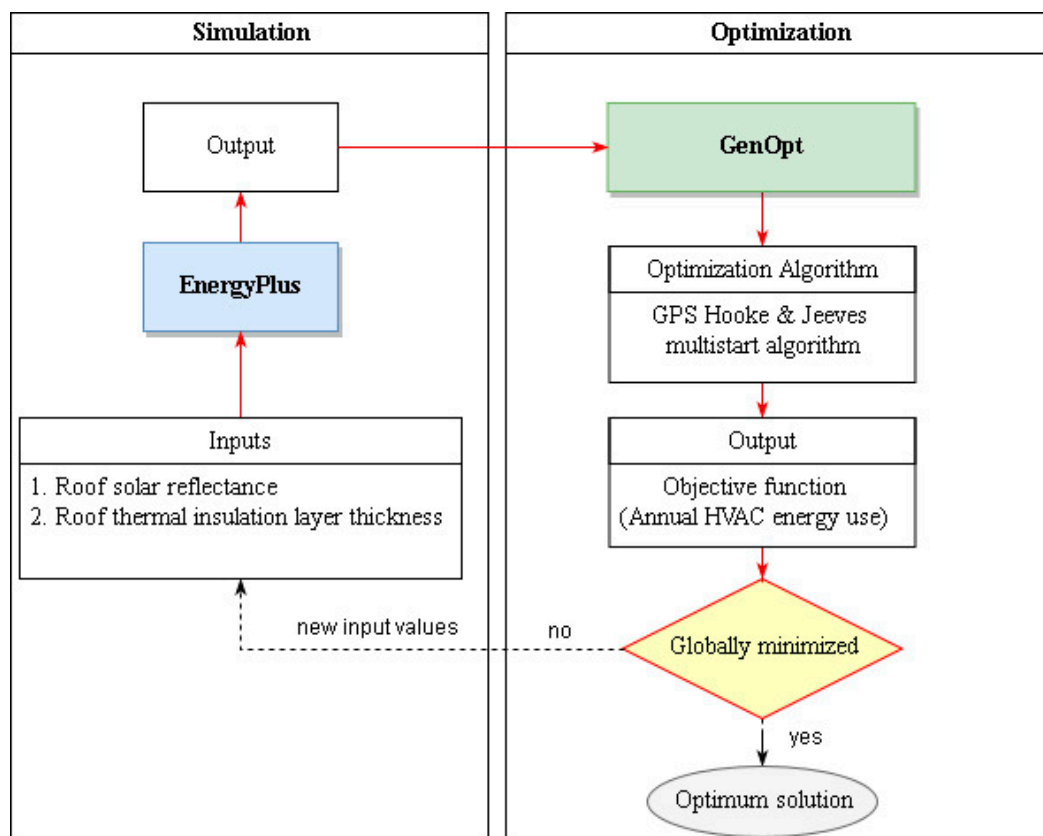 Simulation
Output
EnergyPlus
Inputs
1. Roof solar reflectance
2. Roof thermal insulation layer thickness
new input values
Optimization
GenOpt
Optimization Algorithm
GPS Hooke & Jeeves
multistart algorithm
Output
Objective function
(Annual HVAC energy use)
Globally minimized
no
yes
Optimum solution